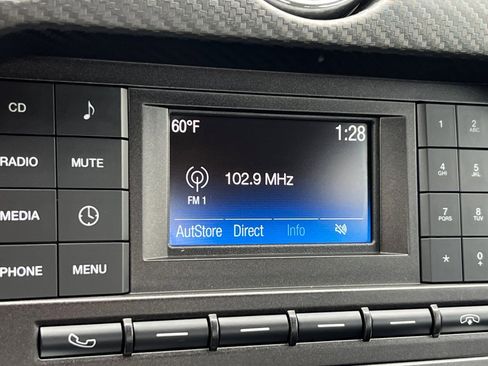 CD
RADIO
MUTE
MEDIA
PHONE
MENU
60°F
1:28
102.9 MHz
FM 1
AutStore Direct Info
1
2 ABC
4 GHI
5 JKL
7 PQRS
8 TUV
*
0 +